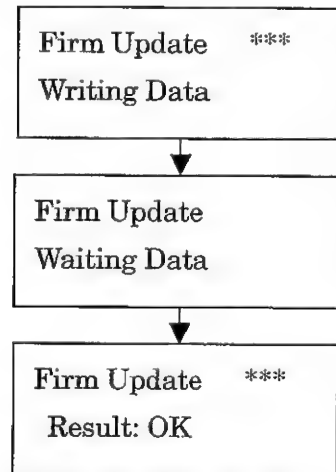 Firm Update ***
Writing Data
Firm Update
Waiting Data
Firm Update ***
Result: OK